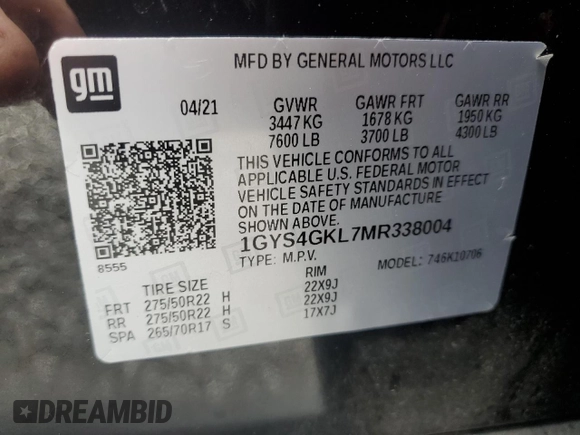 gm
MFD BY GENERAL MOTORS LLC
04/21 GVWR GAWR FRT GAWR RR
3447 KG 1678 KG 1950 KG
7600 LB 3700 LB 4300 LB
THIS VEHICLE CONFORMS TO ALL
APPLICABLE U.S. FEDERAL MOTOR
VEHICLE SAFETY STANDARDS IN EFFECT
ON THE DATE OF MANUFACTURE
SHOWN ABOVE.
1GYS4GKL7MR338004
8555
TYPE: M.P.V. MODEL: 746K10706
TIRE SIZE RIM
FRT 275/50R22 H 22X9J
RR 275/50R22 H 22X9J
SPA 265/70R17 S 17X7J
DREAMBID